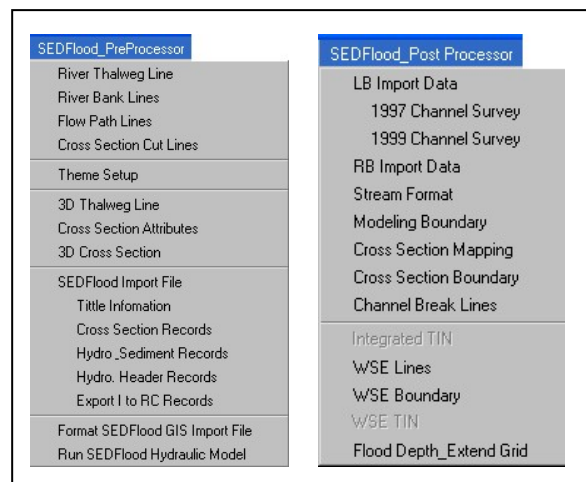 SEDFlood_PreProcessor
River Thalweg Line
River Bank Lines
Flow Path Lines
Cross Section Cut Lines
Theme Setup
3D Thalweg Line
Cross Section Attributes
3D Cross Section
SEDFlood Import File
Tittle Infomation
Cross Section Records
Hydro _Sediment Records
Hydro. Header Records
Export I to RC Records
Format SEDFlood GIS Import File
Run SEDFlood Hydraulic Model
SEDFlood_Post Processor
LB Import Data
1997 Channel Survey
1999 Channel Survey
RB Import Data
Stream Format
Modeling Boundary
Cross Section Mapping
Cross Section Boundary
Channel Break Lines
Integrated TIN
WSE Lines
WSE Boundary
WSE TIN
Flood Depth_Extend Grid